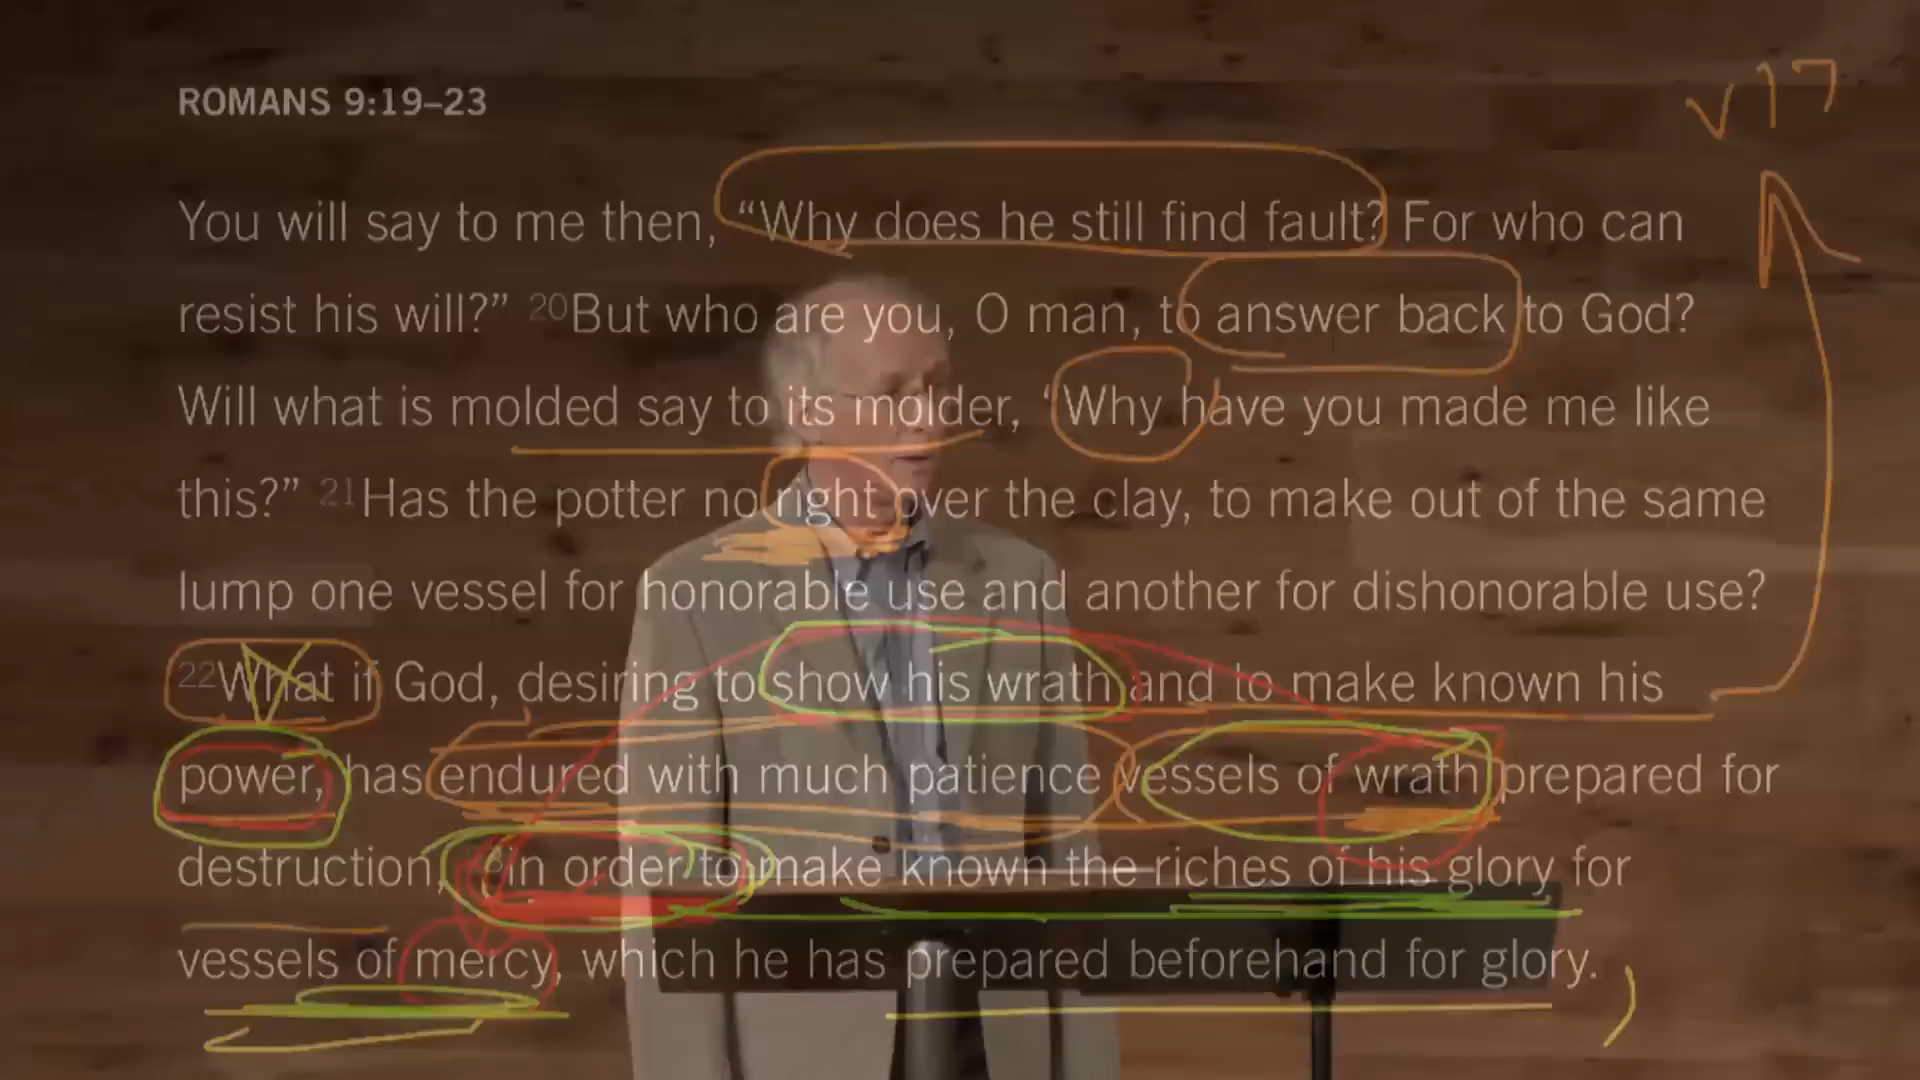 ROMANS 9:19–23
v17
You will say to me then, “Why does he still find fault? For who can
resist his will?” 20But who are you, O man, to answer back to God?
Will what is molded say to its molder, “Why have you made me like
this?” 21Has the potter no right over the clay, to make out of the same
lump one vessel for honorable use and another for dishonorable use?
22What if God, desiring to show his wrath and to make known his
power, has endured with much patience vessels of wrath prepared for
destruction, in order to make known the riches of his glory for
vessels of mercy, which he has prepared beforehand for glory.